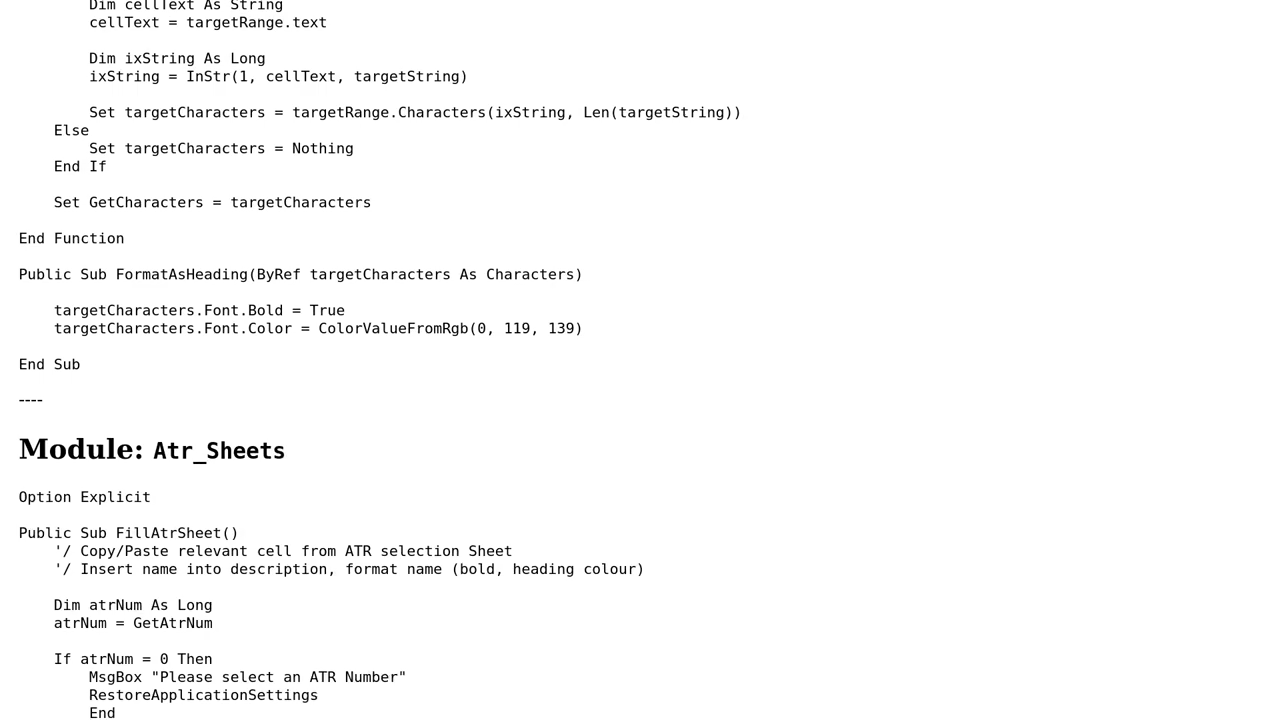 Dim cellText As String
cellText = targetRange.text
Dim ixString As Long
ixString = InStr(1, cellText, targetString)
Set targetCharacters = targetRange.Characters(ixString, Len(targetString))
Else
Set targetCharacters = Nothing
End If
Set GetCharacters = targetCharacters
End Function
Public Sub FormatAsHeading(ByRef targetCharacters As Characters)
targetCharacters.Font.Bold = True
targetCharacters.Font.Color = ColorValueFromRgb(0, 119, 139)
End Sub
----
Module: Atr_Sheets
Option Explicit
Public Sub FillAtrSheet()
'/ Copy/Paste relevant cell from ATR selection Sheet
'/ Insert name into description, format name (bold, heading colour)
Dim atrNum As Long
atrNum = GetAtrNum
If atrNum = 0 Then
MsgBox "Please select an ATR Number"
RestoreApplicationSettings
End